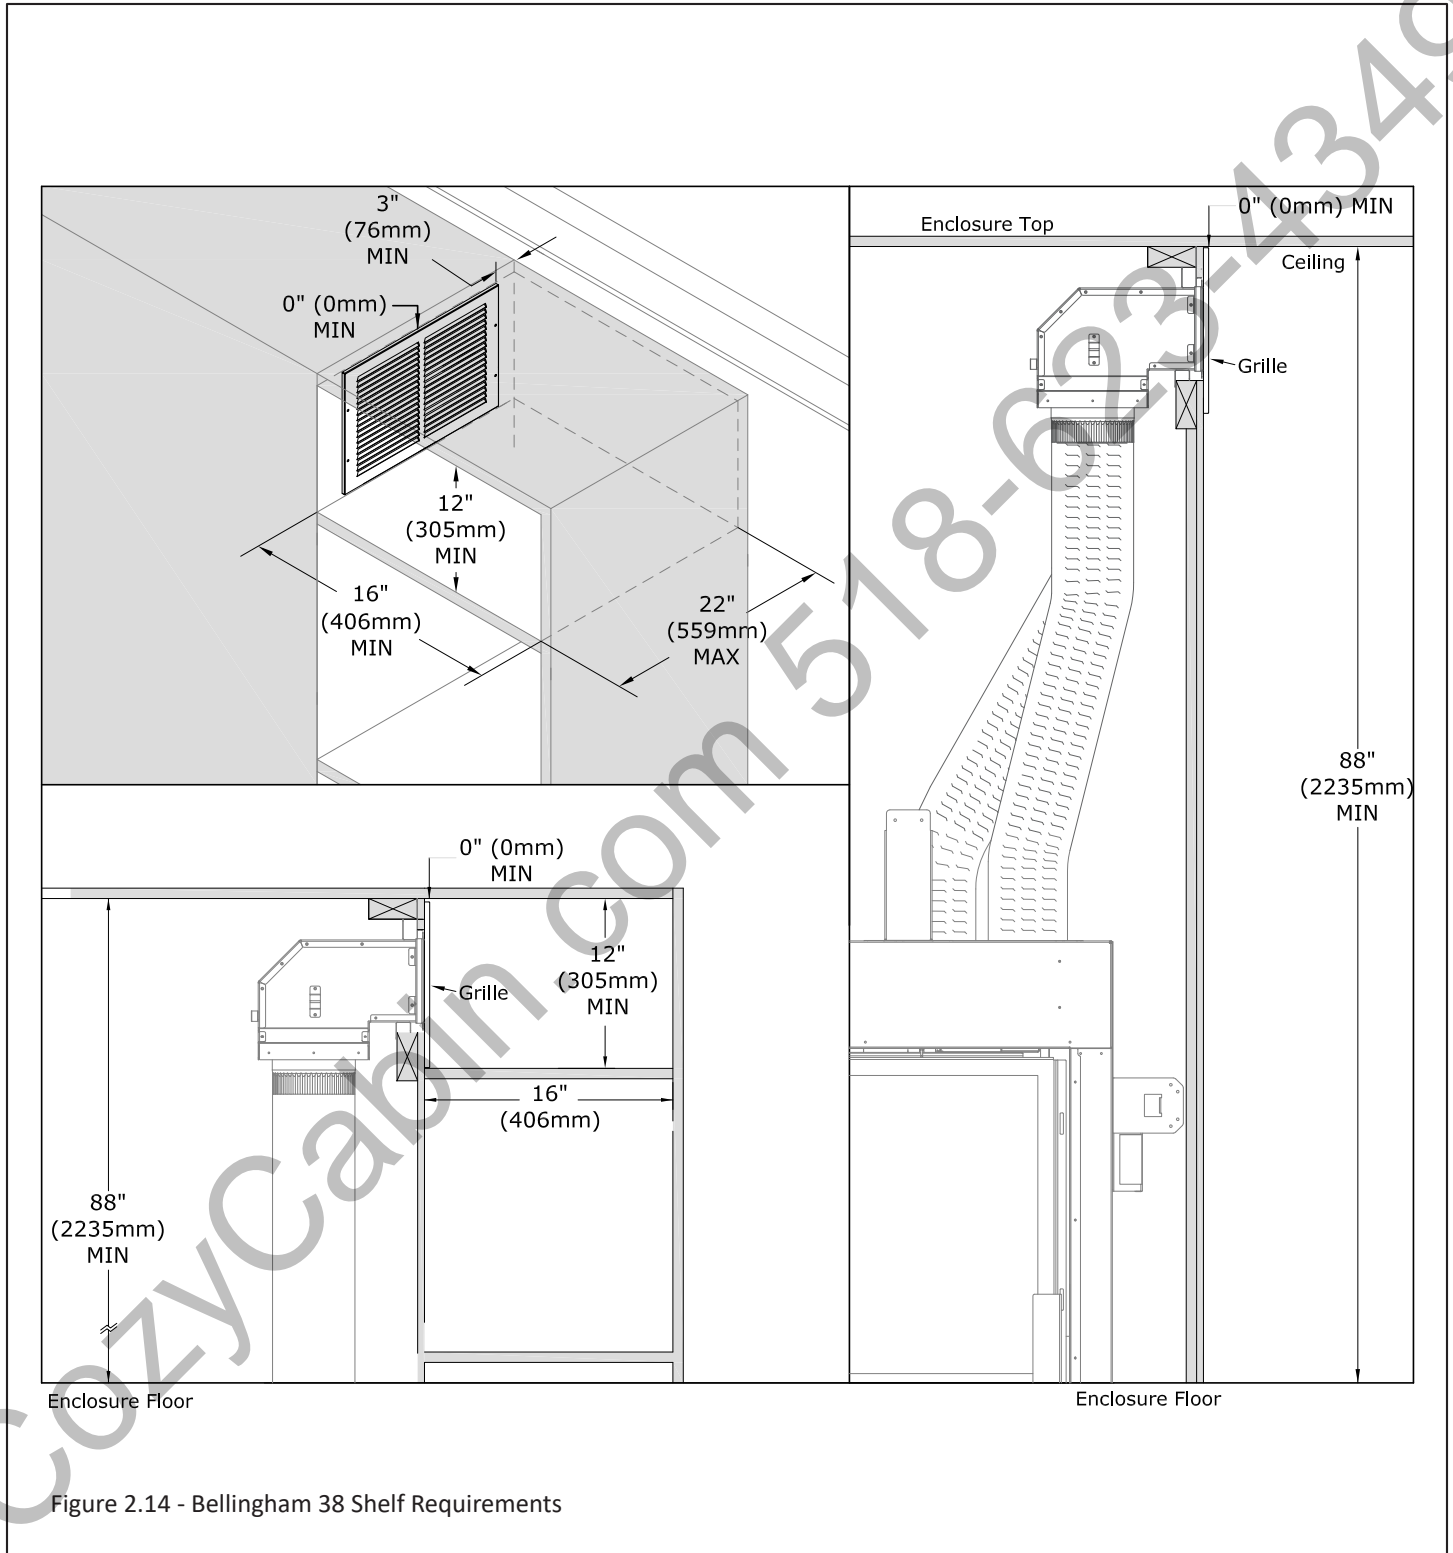 3"
(76mm)
MIN
0" (0mm)
MIN
12"
(305mm)
MIN
16"
(406mm)
MIN
22"
(559mm)
MAX
Enclosure Top
0" (0mm) MIN
Ceiling
Grille
88"
(2235mm)
MIN
Enclosure Floor
0" (0mm)
MIN
12"
(305mm)
MIN
Grille
16"
(406mm)
88"
(2235mm)
MIN
Enclosure Floor
Figure 2.14 - Bellingham 38 Shelf Requirements
CozyCabin.com 518-623-4349